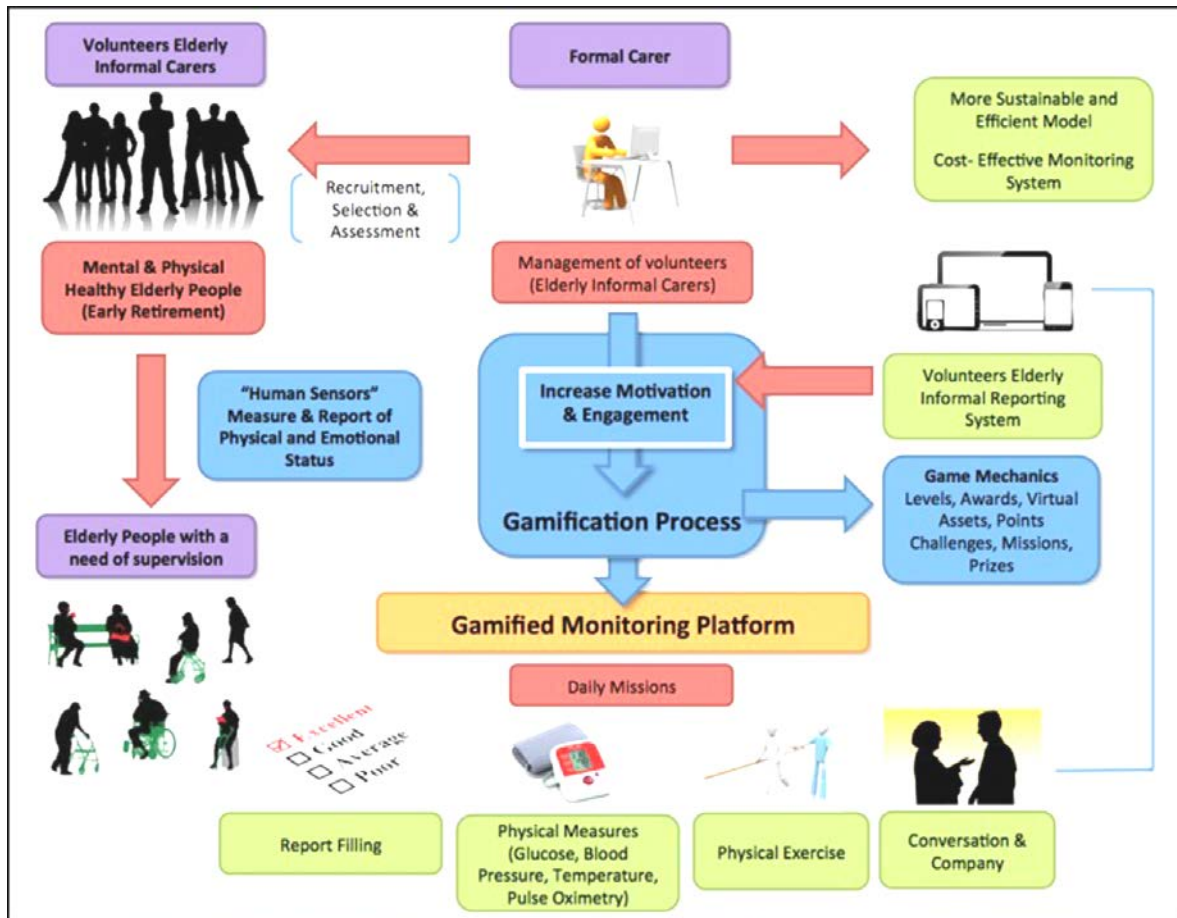 Volunteers Elderly
Informal Carers
Formal Carer
More Sustainable and
Efficient Model
Cost- Effective Monitoring
System
Recruitment,
Selection &
Assessment
Mental & Physical
Healthy Elderly People
(Early Retirement)
Management of volunteers
(Elderly Informal Carers)
"Human Sensors"
Measure & Report of
Physical and Emotional
Status
Increase Motivation
& Engagement
Volunteers Elderly
Informal Reporting
System
Gamification Process
Game Mechanics
Levels, Awards, Virtual
Assets, Points
Challenges, Missions,
Prizes
Elderly People with a
need of supervision
Gamified Monitoring Platform
Daily Missions
Excellent
Good
Average
Poor
Report Filling
Physical Measures
(Glucose, Blood
Pressure, Temperature,
Pulse Oximetry)
Physical Exercise
Conversation &
Company